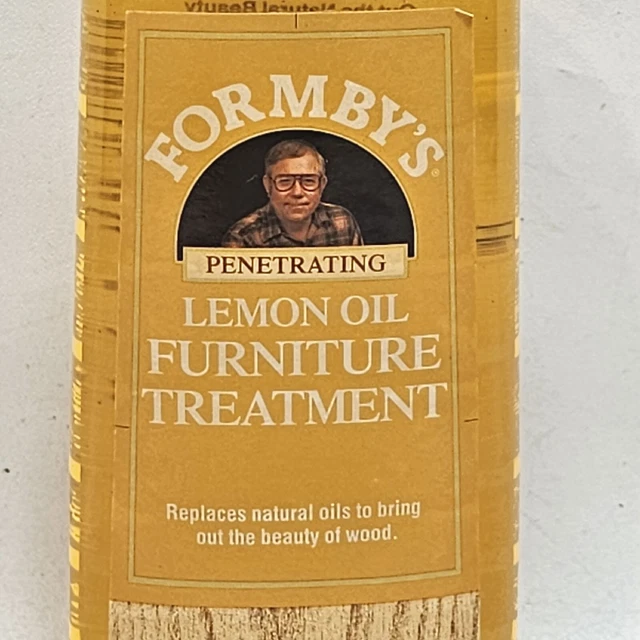 FORMBY'S®
PENETRATING
LEMON OIL
FURNITURE
TREATMENT
Replaces natural oils to bring
out the beauty of wood.